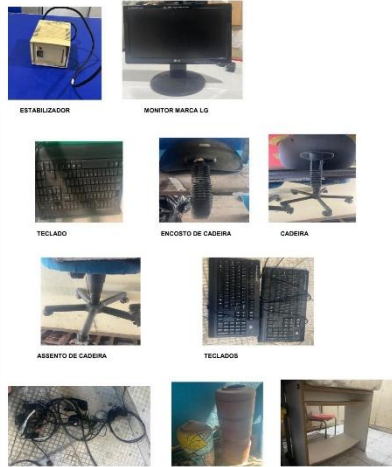 ESTABILIZADOR
MONITOR MARCA LG
TECLADO
ENCOSTO DE CADEIRA
CADEIRA
ASSENTO DE CADEIRA
TECLADOS